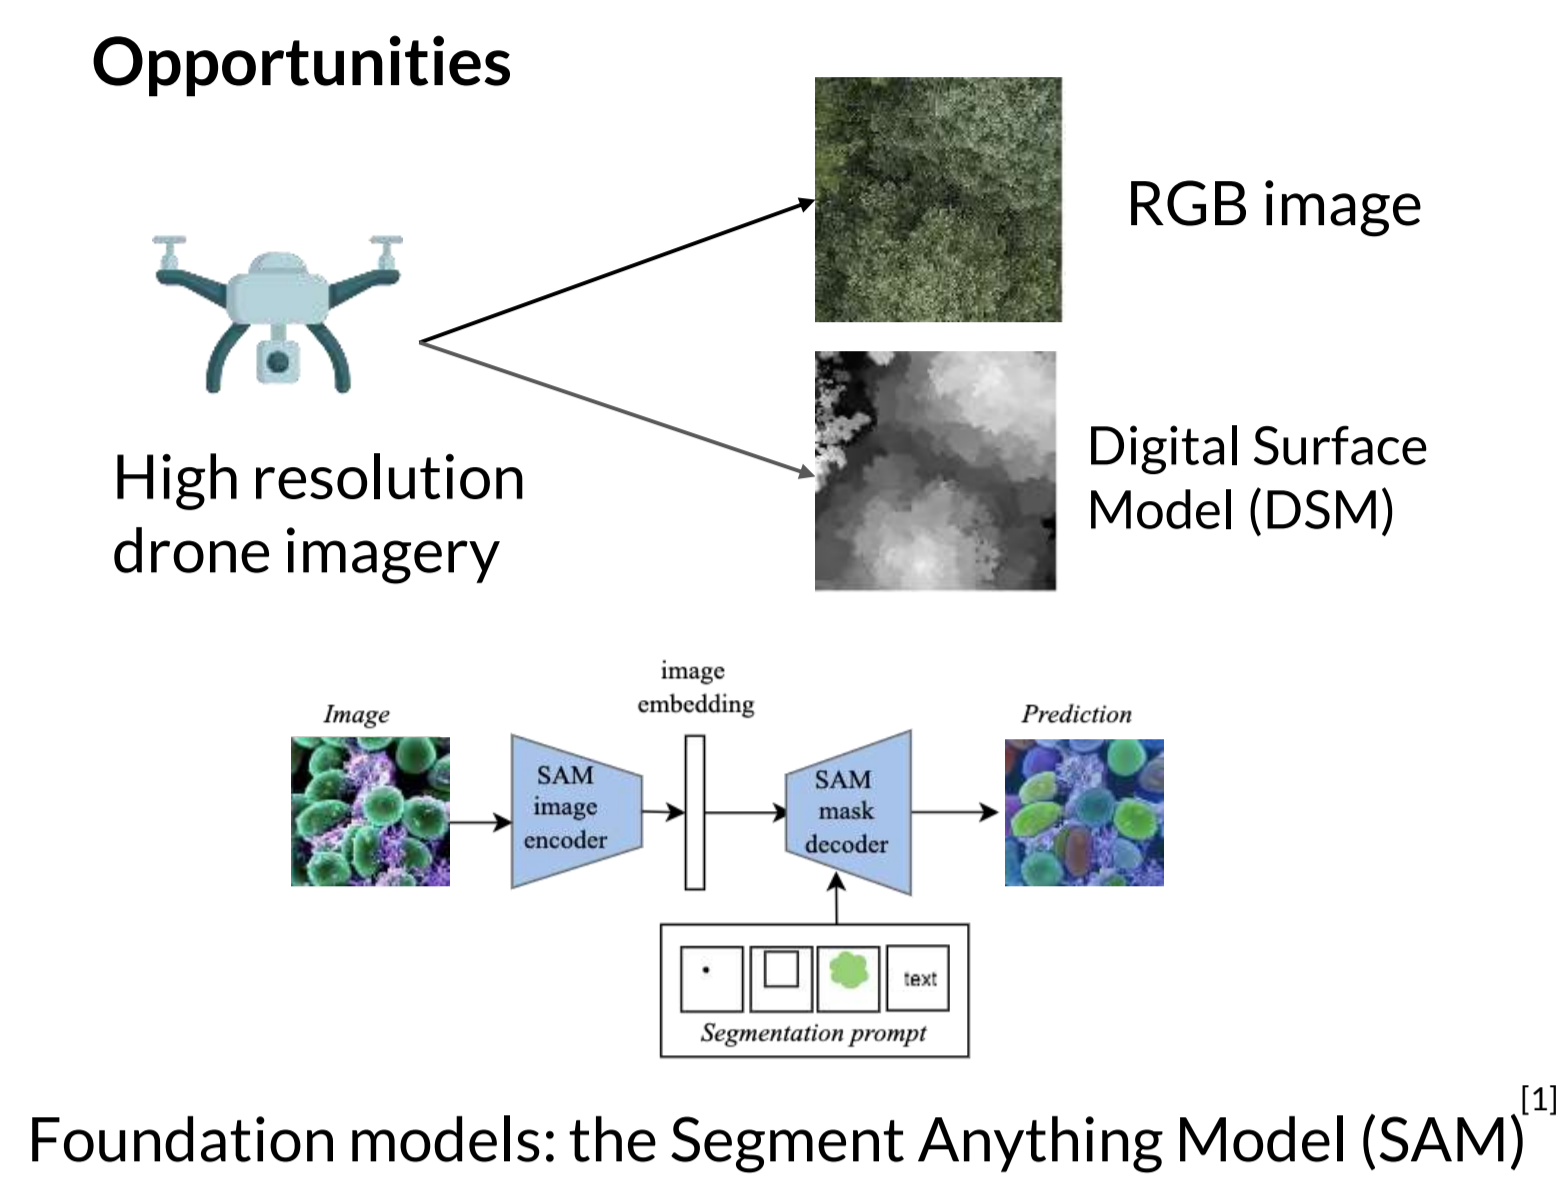 Opportunities
RGB image
High resolution
drone imagery
Digital Surface
Model (DSM)
image
embedding
Image
SAM
image
encoder
SAM
mask
decoder
Prediction
text
Segmentation prompt
Foundation models: the Segment Anything Model (SAM)[1]